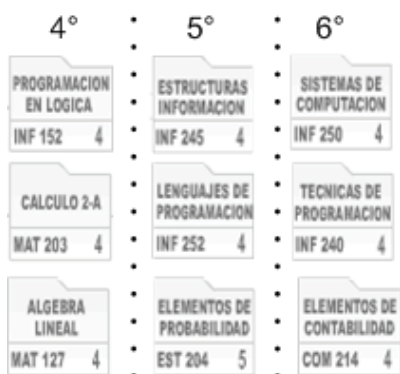 4° 5° 6°
PROGRAMACION
EN LOGICA
INF 152 4
ESTRUCTURAS
INFORMACION
INF 245 4
SISTEMAS DE
COMPUTACION
INF 250 4
CALCULO 2-A
MAT 203 4
LENGUAJES DE
PROGRAMACION
INF 252 4
TECNICAS DE
PROGRAMACION
INF 240 4
ALGEBRA
LINEAL
MAT 127 4
ELEMENTOS DE
PROBABILIDAD
EST 204 5
ELEMENTOS DE
CONTABILIDAD
COM 214 4